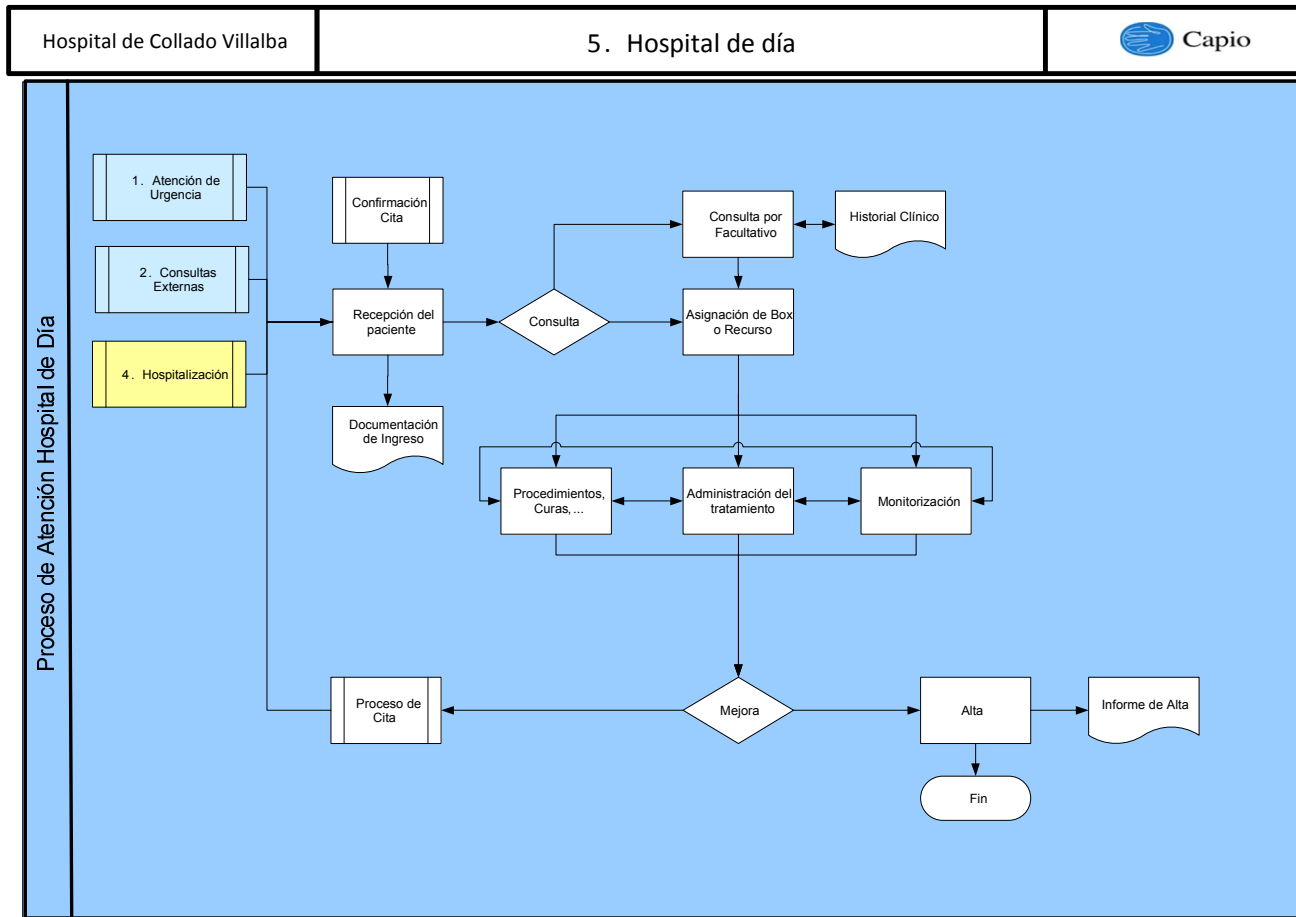 Hospital de Collado Villalba
5. Hospital de día
Capio
Proceso de Atención Hospital de Día
1. Atención de
Urgencia
2. Consultas
Externas
4. Hospitalización
Confirmación
Cita
Recepción del
paciente
Documentación
de Ingreso
Consulta
Consulta por
Facultativo
Historial Clínico
Asignación de Box
o Recurso
Procedimientos,
Curas,...
Administración del
tratamiento
Monitorización
Proceso de
Cita
Mejora
Alta
Informe de Alta
Fin